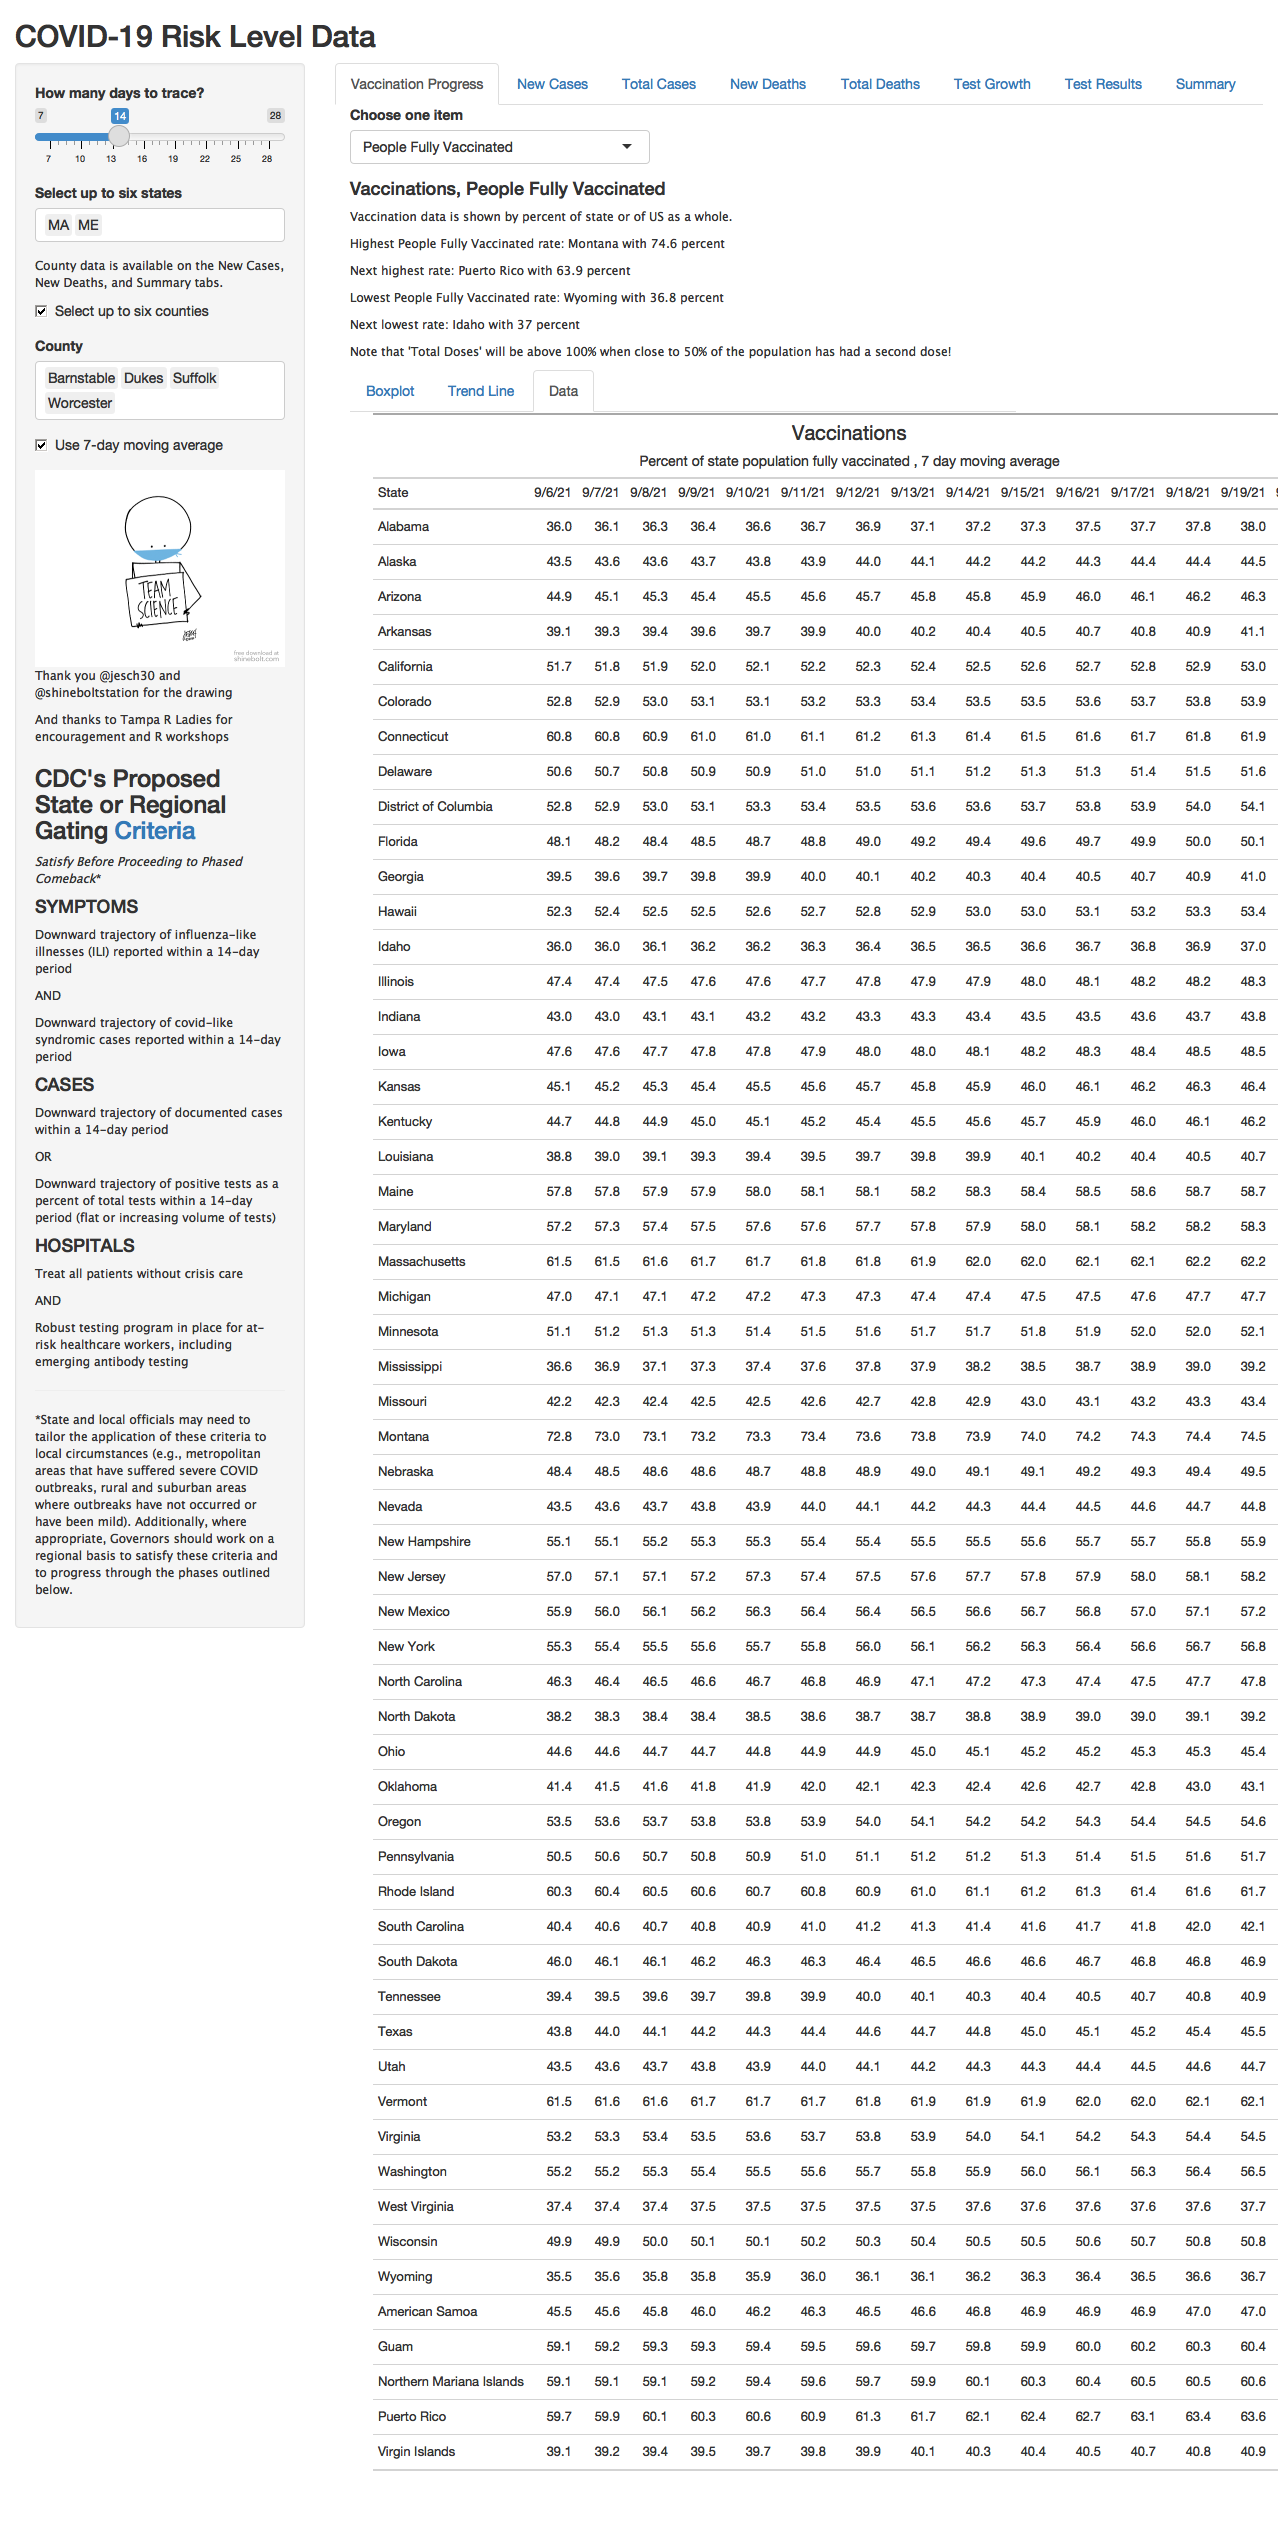 COVID-19 Risk Level Data
How many days to trace?
7 14 28
7 10 13 16 19 22 25 28
Select up to six states
MA ME
County data is available on the New Cases,
New Deaths, and Summary tabs.
Select up to six counties
County
Barnstable Dukes Suffolk
Worcester
Use 7-day moving average
TEAM
SCIENCE
free download at
shinebolt.com
Thank you @jesch30 and
@shineboltstation for the drawing
And thanks to Tampa R Ladies for
encouragement and R workshops
CDC's Proposed
State or Regional
Gating Criteria
Satisfy Before Proceeding to Phased
Comeback*
SYMPTOMS
Downward trajectory of influenza-like
illnesses (ILI) reported within a 14-day
period
AND
Downward trajectory of covid-like
syndromic cases reported within a 14-day
period
CASES
Downward trajectory of documented cases
within a 14-day period
OR
Downward trajectory of positive tests as a
percent of total tests within a 14-day
period (flat or increasing volume of tests)
HOSPITALS
Treat all patients without crisis care
AND
Robust testing program in place for at-
risk healthcare workers, including
emerging antibody testing
*State and local officials may need to
tailor the application of these criteria to
local circumstances (e.g., metropolitan
areas that have suffered severe COVID
outbreaks, rural and suburban areas
where outbreaks have not occurred or
have been mild). Additionally, where
appropriate, Governors should work on a
regional basis to satisfy these criteria and
to progress through the phases outlined
below.
Vaccination Progress New Cases Total Cases New Deaths Total Deaths Test Growth Test Results Summary
Choose one item
People Fully Vaccinated
Vaccinations, People Fully Vaccinated
Vaccination data is shown by percent of state or of US as a whole.
Highest People Fully Vaccinated rate: Montana with 74.6 percent
Next highest rate: Puerto Rico with 63.9 percent
Lowest People Fully Vaccinated rate: Wyoming with 36.8 percent
Next lowest rate: Idaho with 37 percent
Note that 'Total Doses' will be above 100% when close to 50% of the population has had a second dose!
Boxplot Trend Line Data
Vaccinations
Percent of state population fully vaccinated , 7 day moving average
State 9/6/21 9/7/21 9/8/21 9/9/21 9/10/21 9/11/21 9/12/21 9/13/21 9/14/21 9/15/21 9/16/21 9/17/21 9/18/21 9/19/21
Alabama 36.0 36.1 36.3 36.4 36.6 36.7 36.9 37.1 37.2 37.3 37.5 37.7 37.8 38.0
Alaska 43.5 43.6 43.6 43.7 43.8 43.9 44.0 44.1 44.2 44.2 44.3 44.4 44.4 44.5
Arizona 44.9 45.1 45.3 45.4 45.5 45.6 45.7 45.8 45.8 45.9 46.0 46.1 46.2 46.3
Arkansas 39.1 39.3 39.4 39.6 39.7 39.9 40.0 40.2 40.4 40.5 40.7 40.8 40.9 41.1
California 51.7 51.8 51.9 52.0 52.1 52.2 52.3 52.4 52.5 52.6 52.7 52.8 52.9 53.0
Colorado 52.8 52.9 53.0 53.1 53.1 53.2 53.3 53.4 53.5 53.5 53.6 53.7 53.8 53.9
Connecticut 60.8 60.8 60.9 61.0 61.0 61.1 61.2 61.3 61.4 61.5 61.6 61.7 61.8 61.9
Delaware 50.6 50.7 50.8 50.9 50.9 51.0 51.0 51.1 51.2 51.3 51.3 51.4 51.5 51.6
District of Columbia 52.8 52.9 53.0 53.1 53.3 53.4 53.5 53.6 53.6 53.7 53.8 53.9 54.0 54.1
Florida 48.1 48.2 48.4 48.5 48.7 48.8 49.0 49.2 49.4 49.6 49.7 49.9 50.0 50.1
Georgia 39.5 39.6 39.7 39.8 39.9 40.0 40.1 40.2 40.3 40.4 40.5 40.7 40.9 41.0
Hawaii 52.3 52.4 52.5 52.5 52.6 52.7 52.8 52.9 53.0 53.0 53.1 53.2 53.3 53.4
Idaho 36.0 36.0 36.1 36.2 36.2 36.3 36.4 36.5 36.5 36.6 36.7 36.8 36.9 37.0
Illinois 47.4 47.4 47.5 47.6 47.6 47.7 47.8 47.9 47.9 48.0 48.1 48.2 48.2 48.3
Indiana 43.0 43.0 43.1 43.1 43.2 43.2 43.3 43.3 43.4 43.5 43.5 43.6 43.7 43.8
Iowa 47.6 47.6 47.7 47.8 47.8 47.9 48.0 48.0 48.1 48.2 48.3 48.4 48.5 48.5
Kansas 45.1 45.2 45.3 45.4 45.5 45.6 45.7 45.8 45.9 46.0 46.1 46.2 46.3 46.4
Kentucky 44.7 44.8 44.9 45.0 45.1 45.2 45.4 45.5 45.6 45.7 45.9 46.0 46.1 46.2
Louisiana 38.8 39.0 39.1 39.3 39.4 39.5 39.7 39.8 39.9 40.1 40.2 40.4 40.5 40.7
Maine 57.8 57.8 57.9 57.9 58.0 58.1 58.1 58.2 58.3 58.4 58.5 58.6 58.7 58.7
Maryland 57.2 57.3 57.4 57.5 57.6 57.6 57.7 57.8 57.9 58.0 58.1 58.2 58.2 58.3
Massachusetts 61.5 61.5 61.6 61.7 61.7 61.8 61.8 61.9 62.0 62.0 62.1 62.1 62.2 62.2
Michigan 47.0 47.1 47.1 47.2 47.2 47.3 47.3 47.4 47.4 47.5 47.5 47.6 47.7 47.7
Minnesota 51.1 51.2 51.3 51.3 51.4 51.5 51.6 51.7 51.7 51.8 51.9 52.0 52.0 52.1
Mississippi 36.6 36.9 37.1 37.3 37.4 37.6 37.8 37.9 38.2 38.5 38.7 38.9 39.0 39.2
Missouri 42.2 42.3 42.4 42.5 42.5 42.6 42.7 42.8 42.9 43.0 43.1 43.2 43.3 43.4
Montana 72.8 73.0 73.1 73.2 73.3 73.4 73.6 73.8 73.9 74.0 74.2 74.3 74.4 74.5
Nebraska 48.4 48.5 48.6 48.6 48.7 48.8 48.9 49.0 49.1 49.1 49.2 49.3 49.4 49.5
Nevada 43.5 43.6 43.7 43.8 43.9 44.0 44.1 44.2 44.3 44.4 44.5 44.6 44.7 44.8
New Hampshire 55.1 55.1 55.2 55.3 55.3 55.4 55.4 55.5 55.5 55.6 55.7 55.7 55.8 55.9
New Jersey 57.0 57.1 57.1 57.2 57.3 57.4 57.5 57.6 57.7 57.8 57.9 58.0 58.1 58.2
New Mexico 55.9 56.0 56.1 56.2 56.3 56.4 56.4 56.5 56.6 56.7 56.8 57.0 57.1 57.2
New York 55.3 55.4 55.5 55.6 55.7 55.8 56.0 56.1 56.2 56.3 56.4 56.6 56.7 56.8
North Carolina 46.3 46.4 46.5 46.6 46.7 46.8 46.9 47.1 47.2 47.3 47.4 47.5 47.7 47.8
North Dakota 38.2 38.3 38.4 38.4 38.5 38.6 38.7 38.7 38.8 38.9 39.0 39.0 39.1 39.2
Ohio 44.6 44.6 44.7 44.7 44.8 44.9 44.9 45.0 45.1 45.2 45.2 45.3 45.3 45.4
Oklahoma 41.4 41.5 41.6 41.8 41.9 42.0 42.1 42.3 42.4 42.6 42.7 42.8 43.0 43.1
Oregon 53.5 53.6 53.7 53.8 53.8 53.9 54.0 54.1 54.2 54.2 54.3 54.4 54.5 54.6
Pennsylvania 50.5 50.6 50.7 50.8 50.9 51.0 51.1 51.2 51.2 51.3 51.4 51.5 51.6 51.7
Rhode Island 60.3 60.4 60.5 60.6 60.7 60.8 60.9 61.0 61.1 61.2 61.3 61.4 61.6 61.7
South Carolina 40.4 40.6 40.7 40.8 40.9 41.0 41.2 41.3 41.4 41.6 41.7 41.8 42.0 42.1
South Dakota 46.0 46.1 46.1 46.2 46.3 46.3 46.4 46.5 46.6 46.6 46.7 46.8 46.8 46.9
Tennessee 39.4 39.5 39.6 39.7 39.8 39.9 40.0 40.1 40.3 40.4 40.5 40.7 40.8 40.9
Texas 43.8 44.0 44.1 44.2 44.3 44.4 44.6 44.7 44.8 45.0 45.1 45.2 45.4 45.5
Utah 43.5 43.6 43.7 43.8 43.9 44.0 44.1 44.2 44.3 44.3 44.4 44.5 44.6 44.7
Vermont 61.5 61.6 61.6 61.7 61.7 61.7 61.8 61.9 61.9 61.9 62.0 62.0 62.1 62.1
Virginia 53.2 53.3 53.4 53.5 53.6 53.7 53.8 53.9 54.0 54.1 54.2 54.3 54.4 54.5
Washington 55.2 55.2 55.3 55.4 55.5 55.6 55.7 55.8 55.9 56.0 56.1 56.3 56.4 56.5
West Virginia 37.4 37.4 37.4 37.5 37.5 37.5 37.5 37.5 37.6 37.6 37.6 37.6 37.6 37.7
Wisconsin 49.9 49.9 50.0 50.1 50.1 50.2 50.3 50.4 50.5 50.5 50.6 50.7 50.8 50.8
Wyoming 35.5 35.6 35.8 35.8 35.9 36.0 36.1 36.1 36.2 36.3 36.4 36.5 36.6 36.7
American Samoa 45.5 45.6 45.8 46.0 46.2 46.3 46.5 46.6 46.8 46.9 46.9 46.9 47.0 47.0
Guam 59.1 59.2 59.3 59.3 59.4 59.5 59.6 59.7 59.8 59.9 60.0 60.2 60.3 60.4
Northern Mariana Islands 59.1 59.1 59.1 59.2 59.4 59.6 59.7 59.9 60.1 60.3 60.4 60.5 60.5 60.6
Puerto Rico 59.7 59.9 60.1 60.3 60.6 60.9 61.3 61.7 62.1 62.4 62.7 63.1 63.4 63.6
Virgin Islands 39.1 39.2 39.4 39.5 39.7 39.8 39.9 40.1 40.3 40.4 40.5 40.7 40.8 40.9